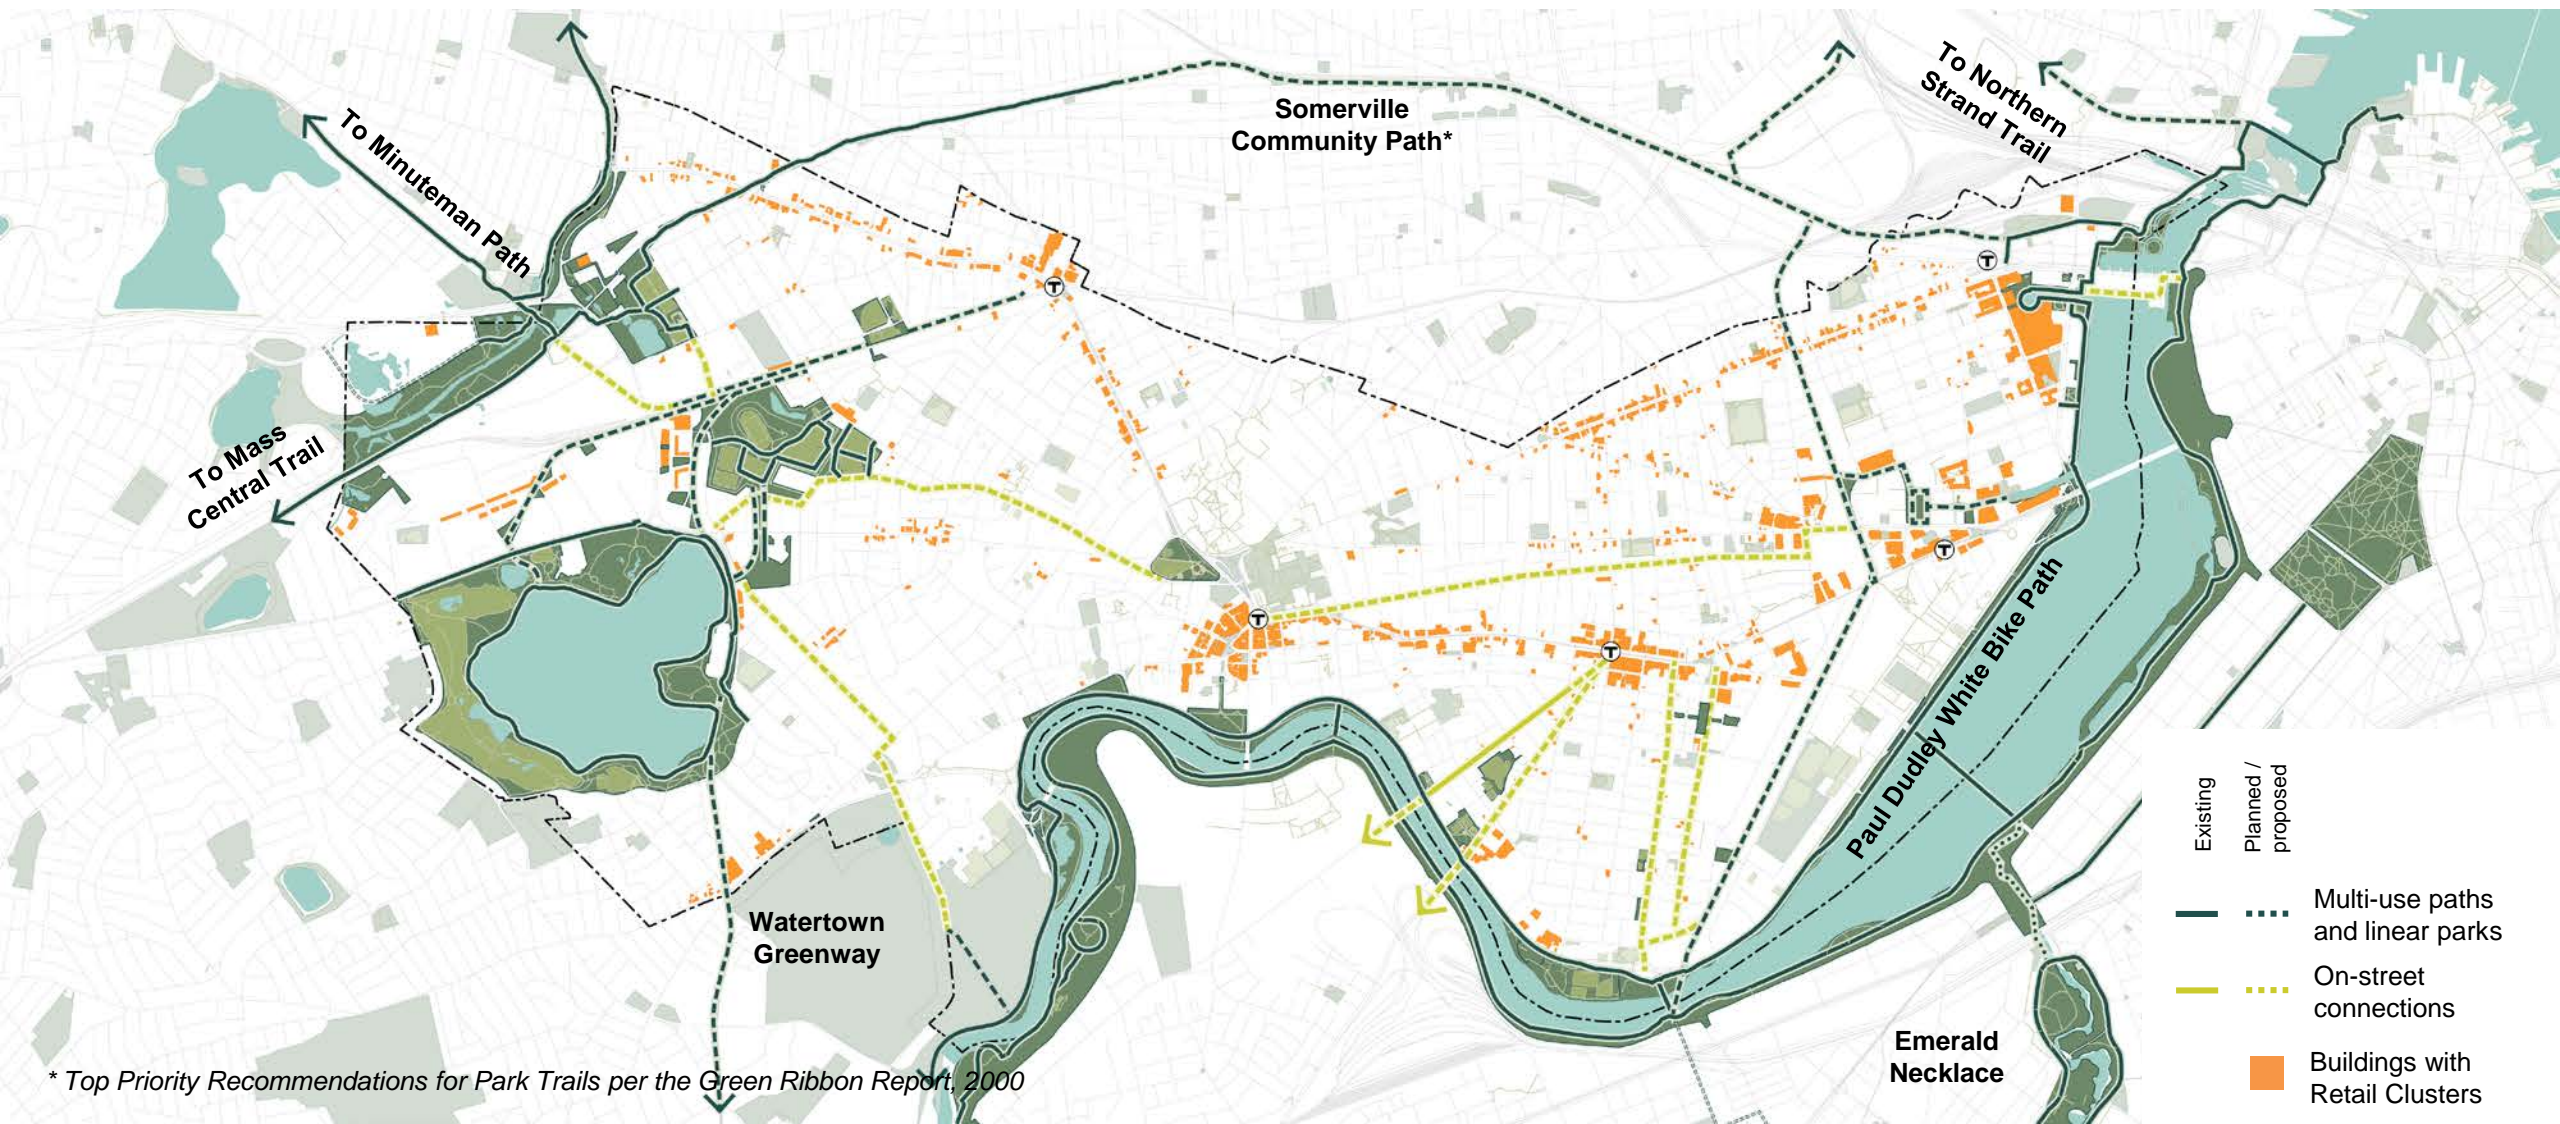 To Minuteman Path
Somerville
Community Path*
To Northern
Strand Trail
To Mass
Central Trail
T
T
T
T
T
Paul Dudley White Bike Path
Watertown
Greenway
Emerald
Necklace
Existing
Planned /
proposed
Multi-use paths
and linear parks
On-street
connections
Buildings with
Retail Clusters
* Top Priority Recommendations for Park Trails per the Green Ribbon Report, 2000